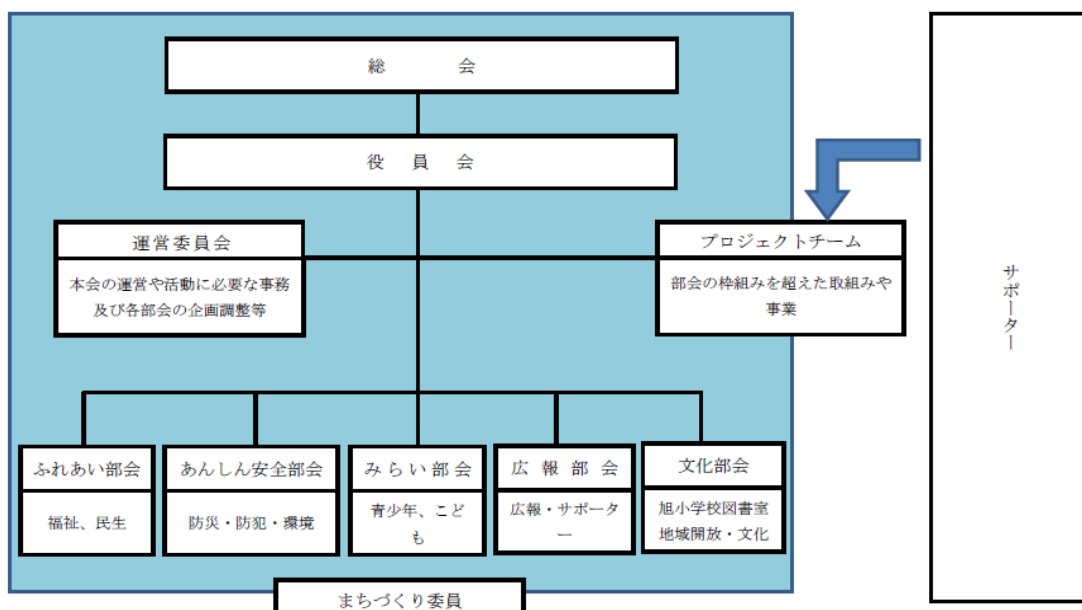 総　　　会
役　員　会
運営委員会
本会の運営や活動に必要な事務
及び各部会の企画調整等
プロジェクトチーム
部会の枠組みを超えた取組みや
事業
サポーター
ふれあい部会
福祉、民生
あんしん安全部会
防災・防犯・環境
みらい部会
青少年、こど
も
広報部会
広報・サポータ
ー
文化部会
旭小学校図書室
地域開放・文化
まちづくり委員